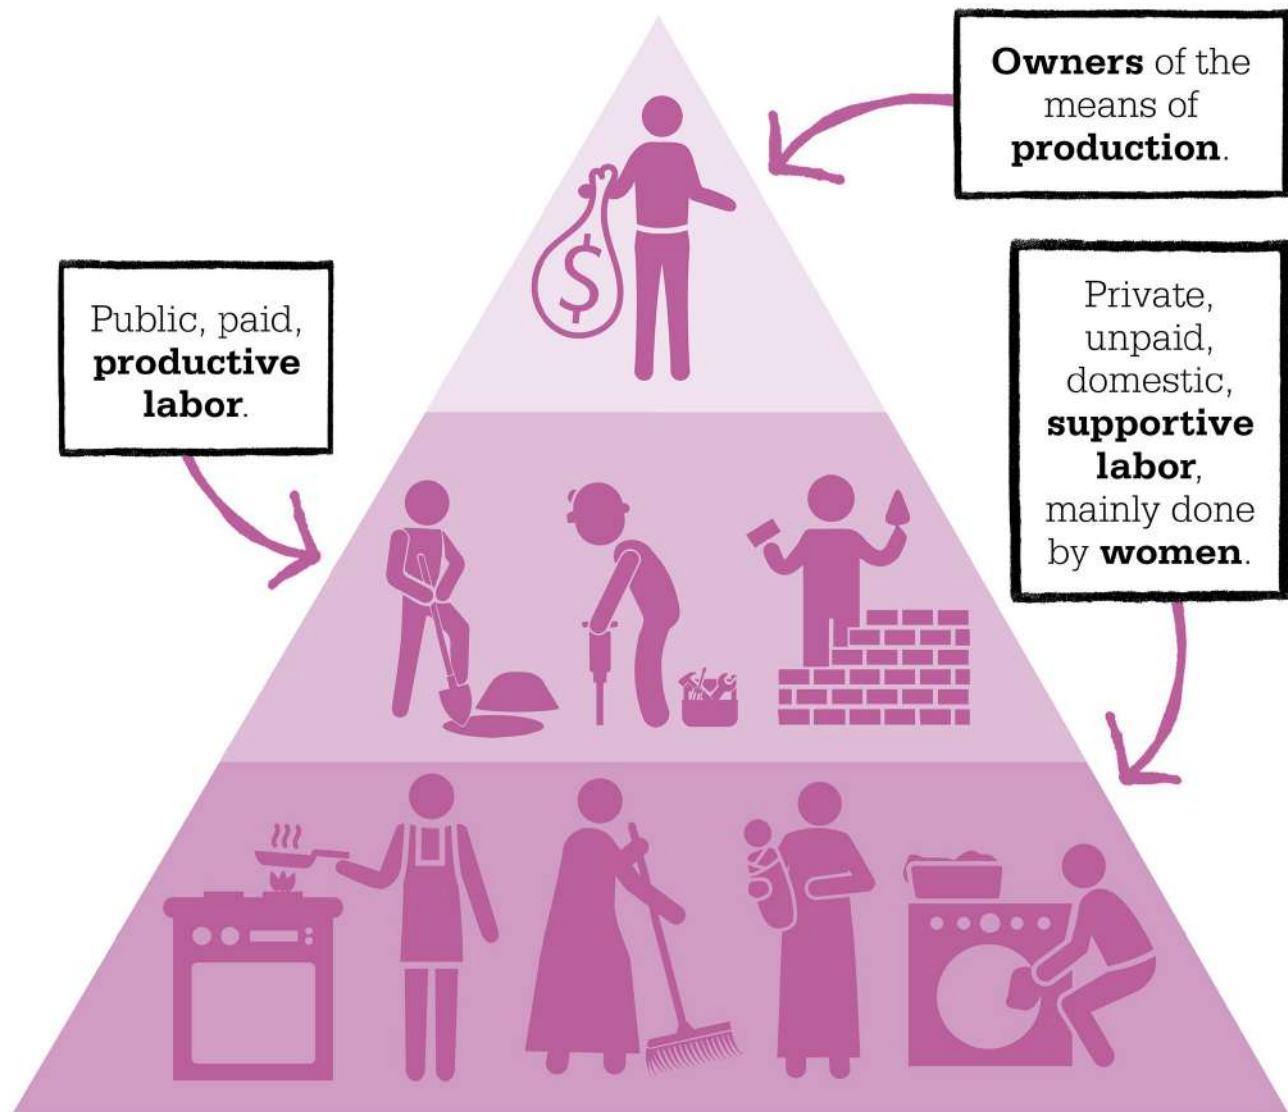 Owners of the
means of
production.
Public, paid,
productive
labor.
Private,
unpaid,
domestic,
supportive
labor,
mainly done
by women.
$